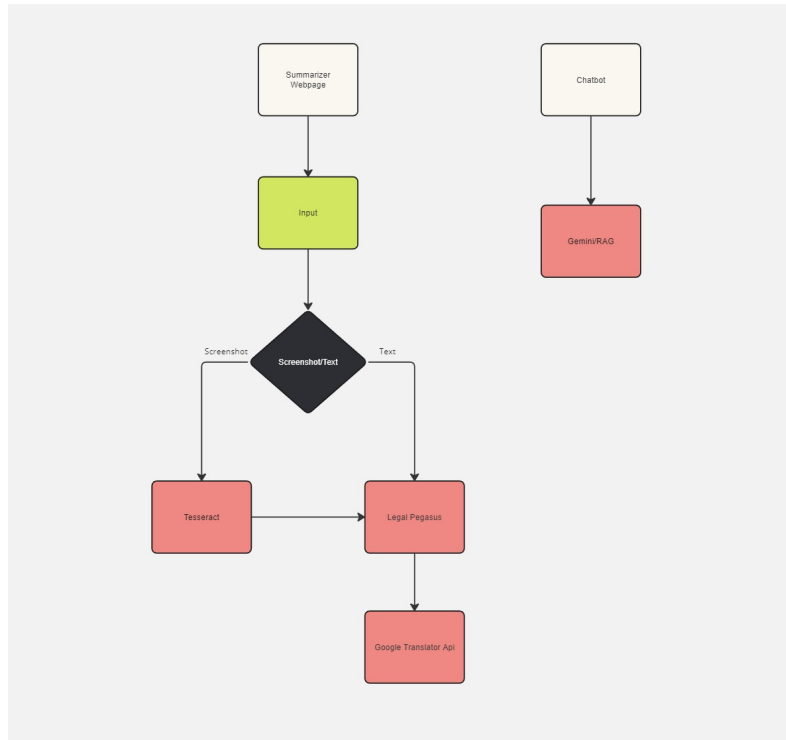 Summarizer
Webpage
Chatbot
Input
Gemini/RAG
Screenshot
Screenshot/Text
Text
Tesseract
Legal Pegasus
Google Translator Api